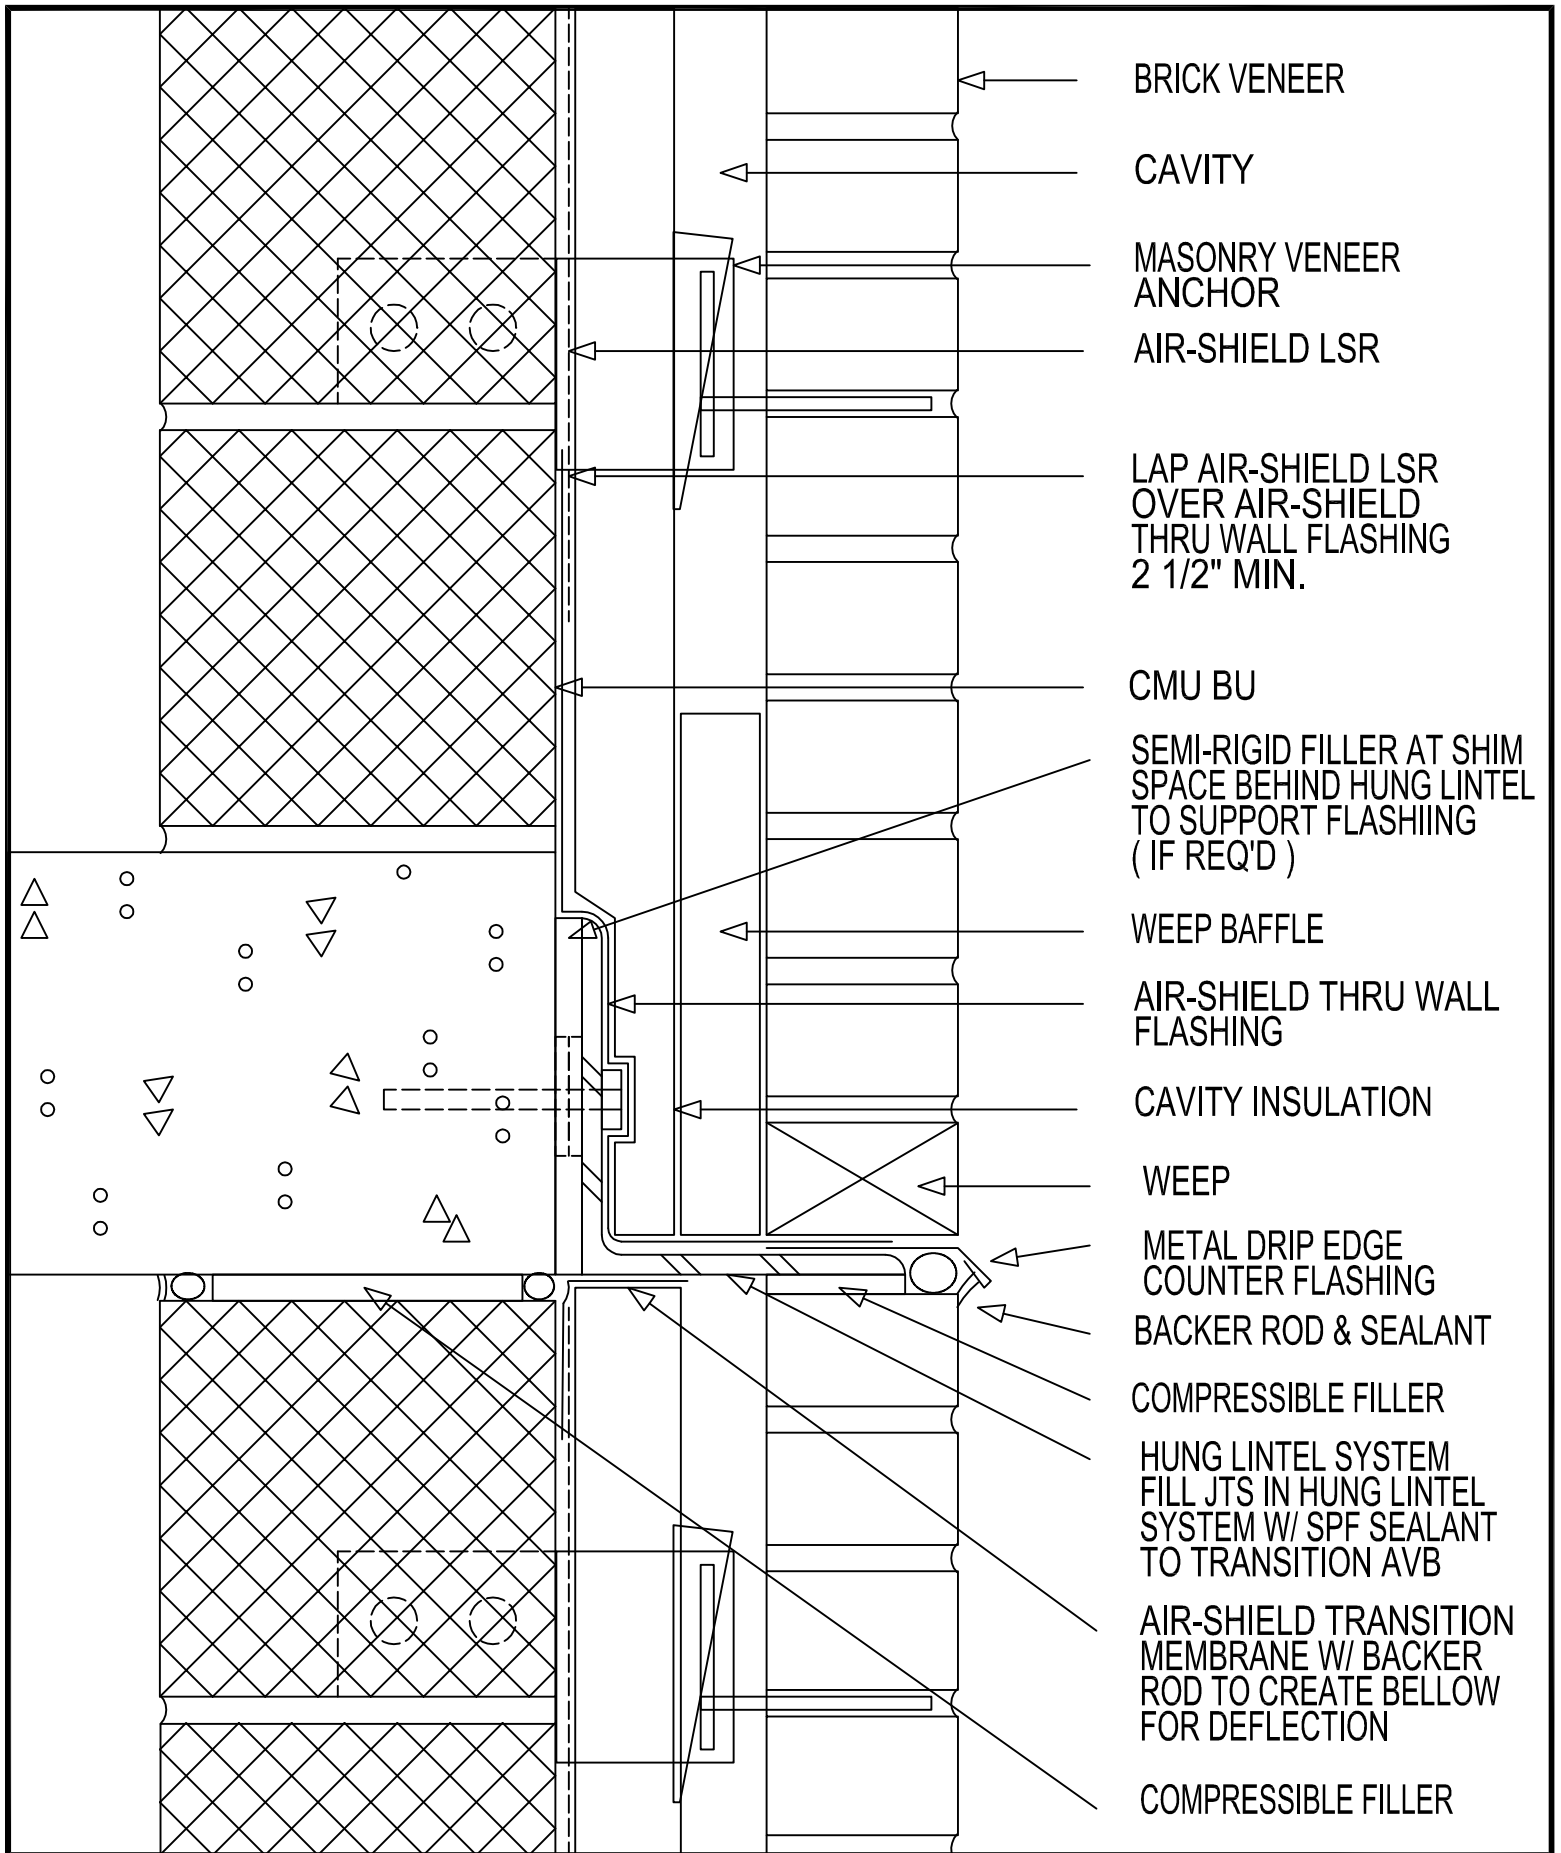 BRICK VENEER
CAVITY
MASONRY VENEER
ANCHOR
AIR-SHIELD LSR
LAP AIR-SHIELD LSR
OVER AIR-SHIELD
THRU WALL FLASHING
2 1/2" MIN.
CMU BU
SEMI-RIGID FILLER AT SHIM
SPACE BEHIND HUNG LINTEL
TO SUPPORT FLASHIING
( IF REQ'D )
WEEP BAFFLE
AIR-SHIELD THRU WALL
FLASHING
CAVITY INSULATION
WEEP
METAL DRIP EDGE
COUNTER FLASHING
BACKER ROD & SEALANT
COMPRESSIBLE FILLER
HUNG LINTEL SYSTEM
FILL JTS IN HUNG LINTEL
SYSTEM W/ SPF SEALANT
TO TRANSITION AVB
AIR-SHIELD TRANSITION
MEMBRANE W/ BACKER
ROD TO CREATE BELLOW
FOR DEFLECTION
COMPRESSIBLE FILLER